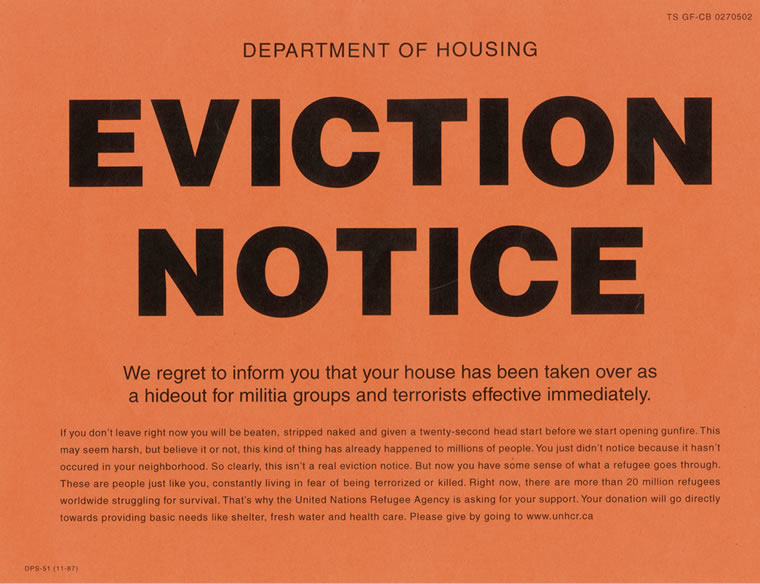 TS GF-CB 0270502
DEPARTMENT OF HOUSING
EVICTION
NOTICE
We regret to inform you that your house has been taken over as
a hideout for militia groups and terrorists effective immediately.
If you don't leave right now you will be beaten, stripped naked and given a twenty-second head start before we start opening gunfire. This
may seem harsh, but believe it or not, this kind of thing has already happened to millions of people. You just didn't notice because it hasn't
occured in your neighborhood. So clearly, this isn't a real eviction notice. But now you have some sense of what a refugee goes through.
These are people just like you, constantly living in fear of being terrorized or killed. Right now, there are more than 20 million refugees
worldwide struggling for survival. That's why the United Nations Refugee Agency is asking for your support. Your donation will go directly
towards providing basic needs like shelter, fresh water and health care. Please give by going to www.unhcr.ca
DPS-51 (11-87)